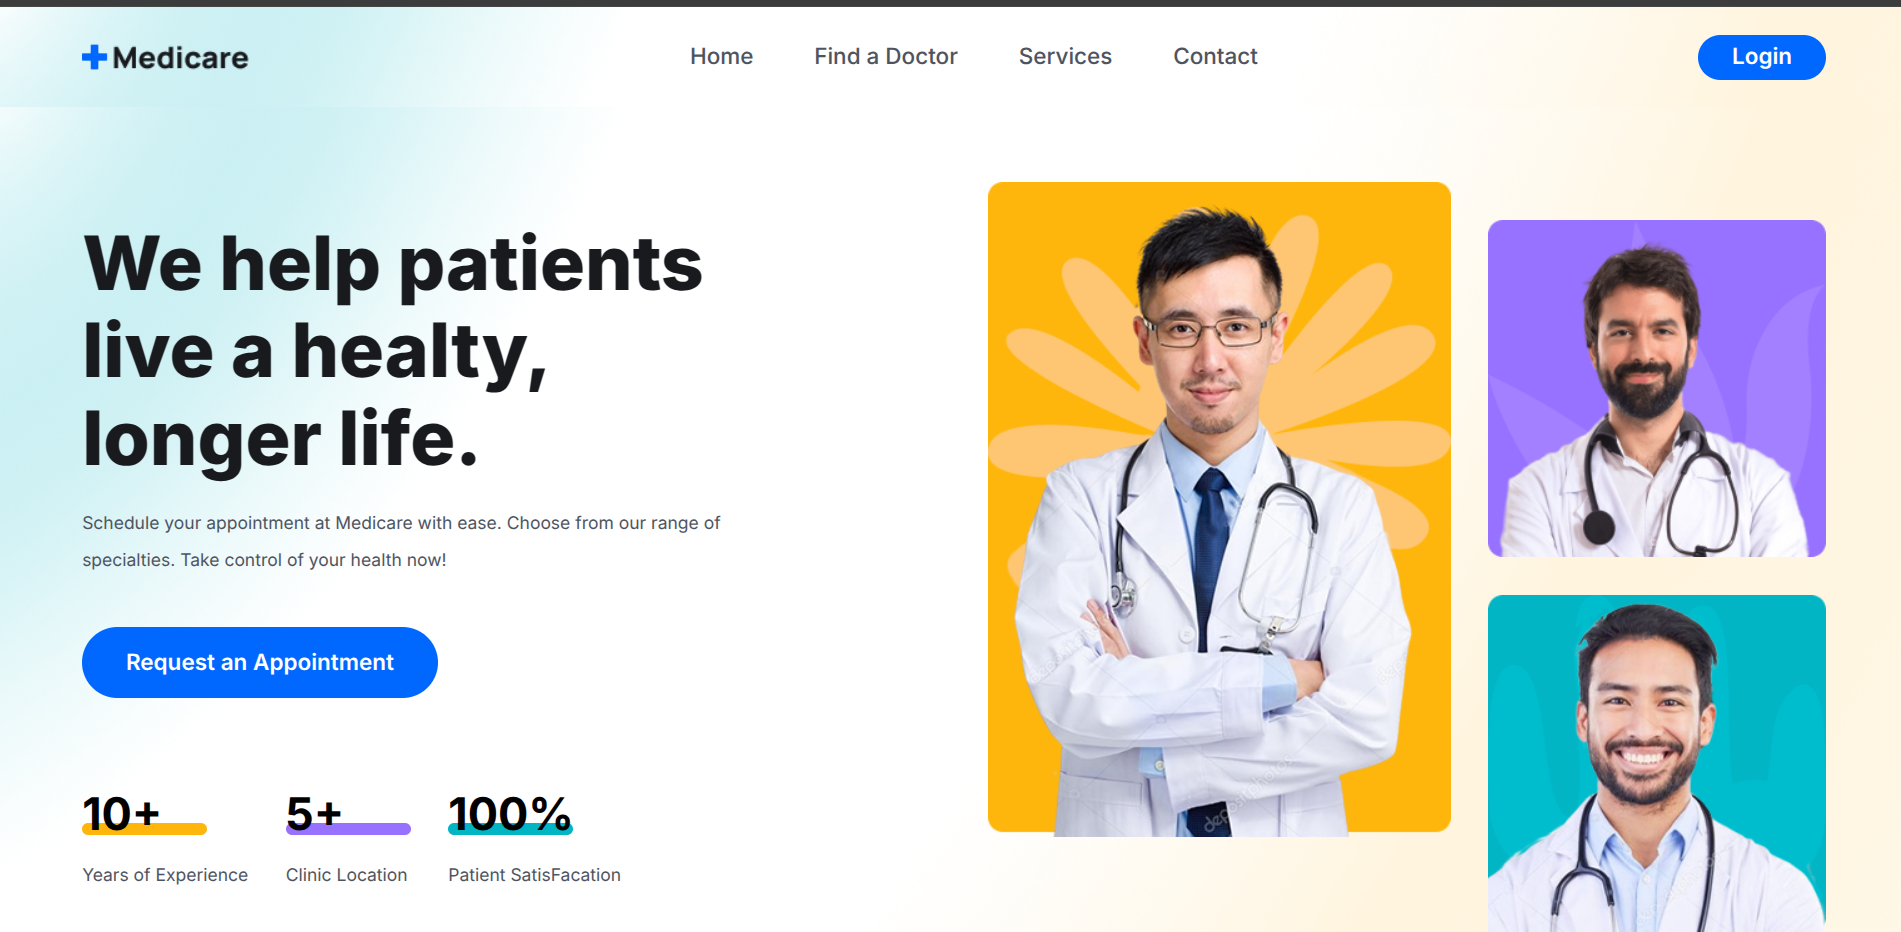 Medicare
Home
Find a Doctor
Services
Contact
Login
We help patients
live a healty,
longer life.
Schedule your appointment at Medicare with ease. Choose from our range of
specialties. Take control of your health now!
Request an Appointment
10+
5+
100%
Years of Experience
Clinic Location
Patient SatisFacation
depositphotos